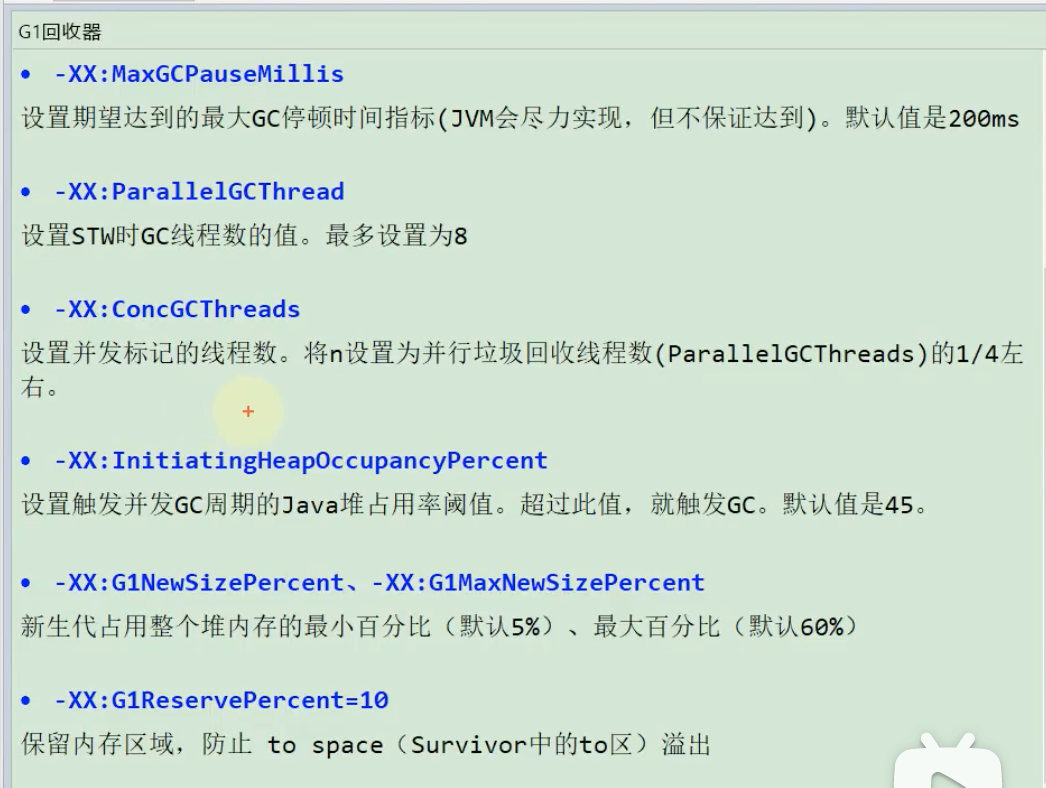 G1回收器
• -XX:MaxGCPauseMillis
设置期望达到的最大GC停顿时间指标(JVM会尽力实现，但不保证达到)。默认值是200ms
• -XX:ParallelGCThread
设置STW时GC线程数的值。最多设置为8
• -XX:ConcGCThreads
设置并发标记的线程数。将n设置为并行垃圾回收线程数(ParallelGCThreads)的1/4左
右。
• -XX:InitiatingHeapOccupancyPercent
设置触发并发GC周期的Java堆占用率阈值。超过此值，就触发GC。默认值是45。
• -XX:G1NewSizePercent、-XX:G1MaxNewSizePercent
新生代占用整个堆内存的最小百分比（默认5%）、最大百分比（默认60%）
• -XX:G1ReservePercent=10
保留内存区域，防止 to space（Survivor中的to区）溢出